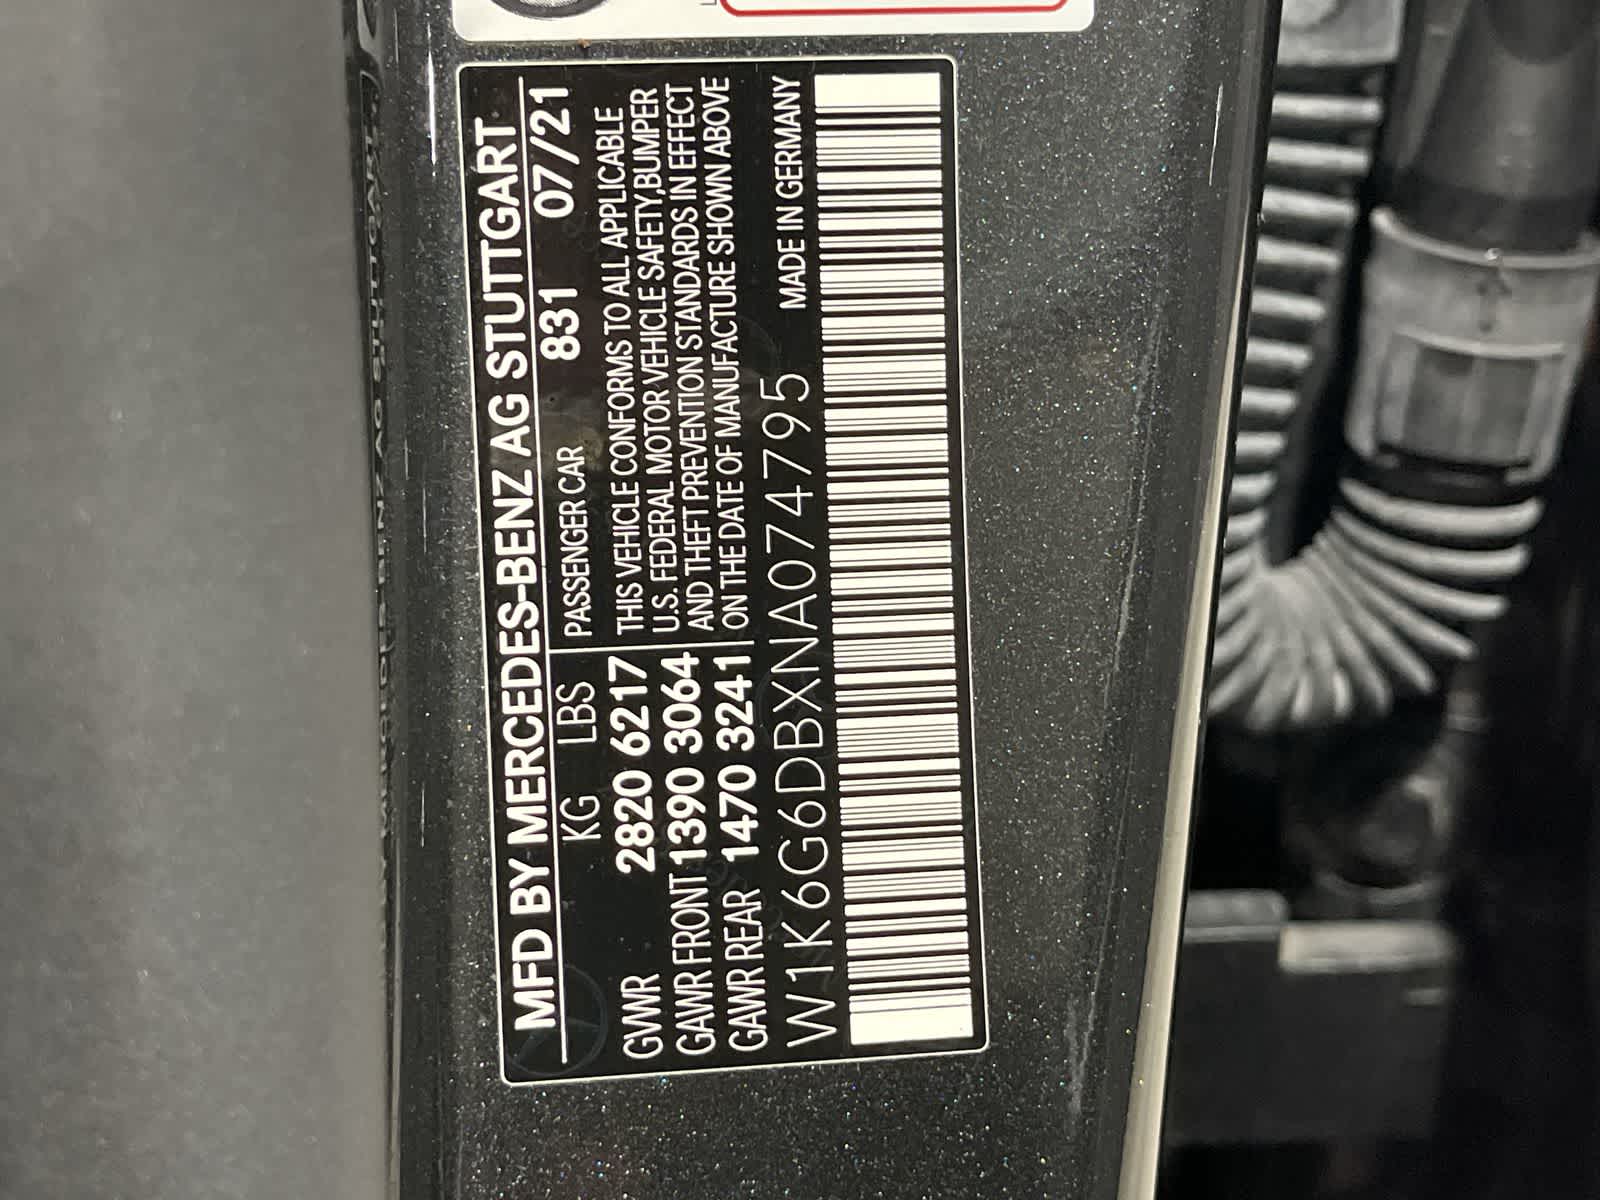 MFD BY MERCEDES-BENZ AG STUTTGART
KG LBS
PASSENGER CAR 831 07/21
GVWR 2820 6217
GAWR FRONT 1390 3064
GAWR REAR 1470 3241
THIS VEHICLE CONFORMS TO ALL APPLICABLE
U.S. FEDERAL MOTOR VEHICLE SAFETY,BUMPER
AND THEFT PREVENTION STANDARDS IN EFFECT
ON THE DATE OF MANUFACTURE SHOWN ABOVE
W1K6G6DBXNA074795 MADE IN GERMANY